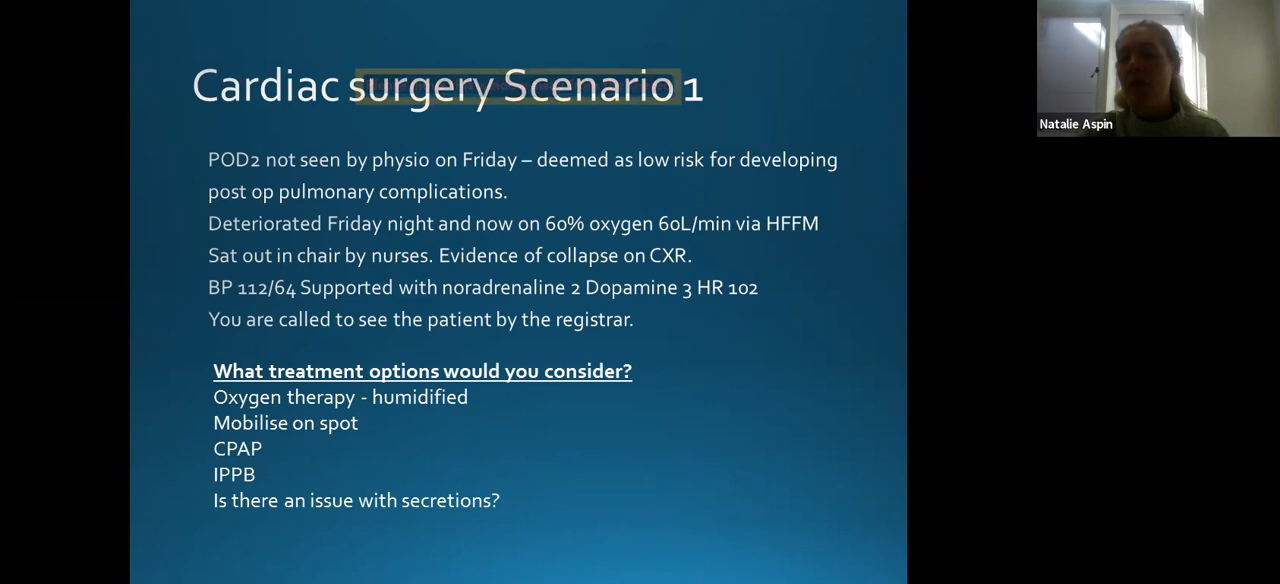 Cardiac surgery Scenario 1
POD2 not seen by physio on Friday – deemed as low risk for developing
post op pulmonary complications.
Deteriorated Friday night and now on 60% oxygen 60L/min via HFFM
Sat out in chair by nurses. Evidence of collapse on CXR.
BP 112/64 Supported with noradrenaline 2 Dopamine 3 HR 102
You are called to see the patient by the registrar.
What treatment options would you consider?
Oxygen therapy - humidified
Mobilise on spot
CPAP
IPPB
Is there an issue with secretions?
Natalie Aspin